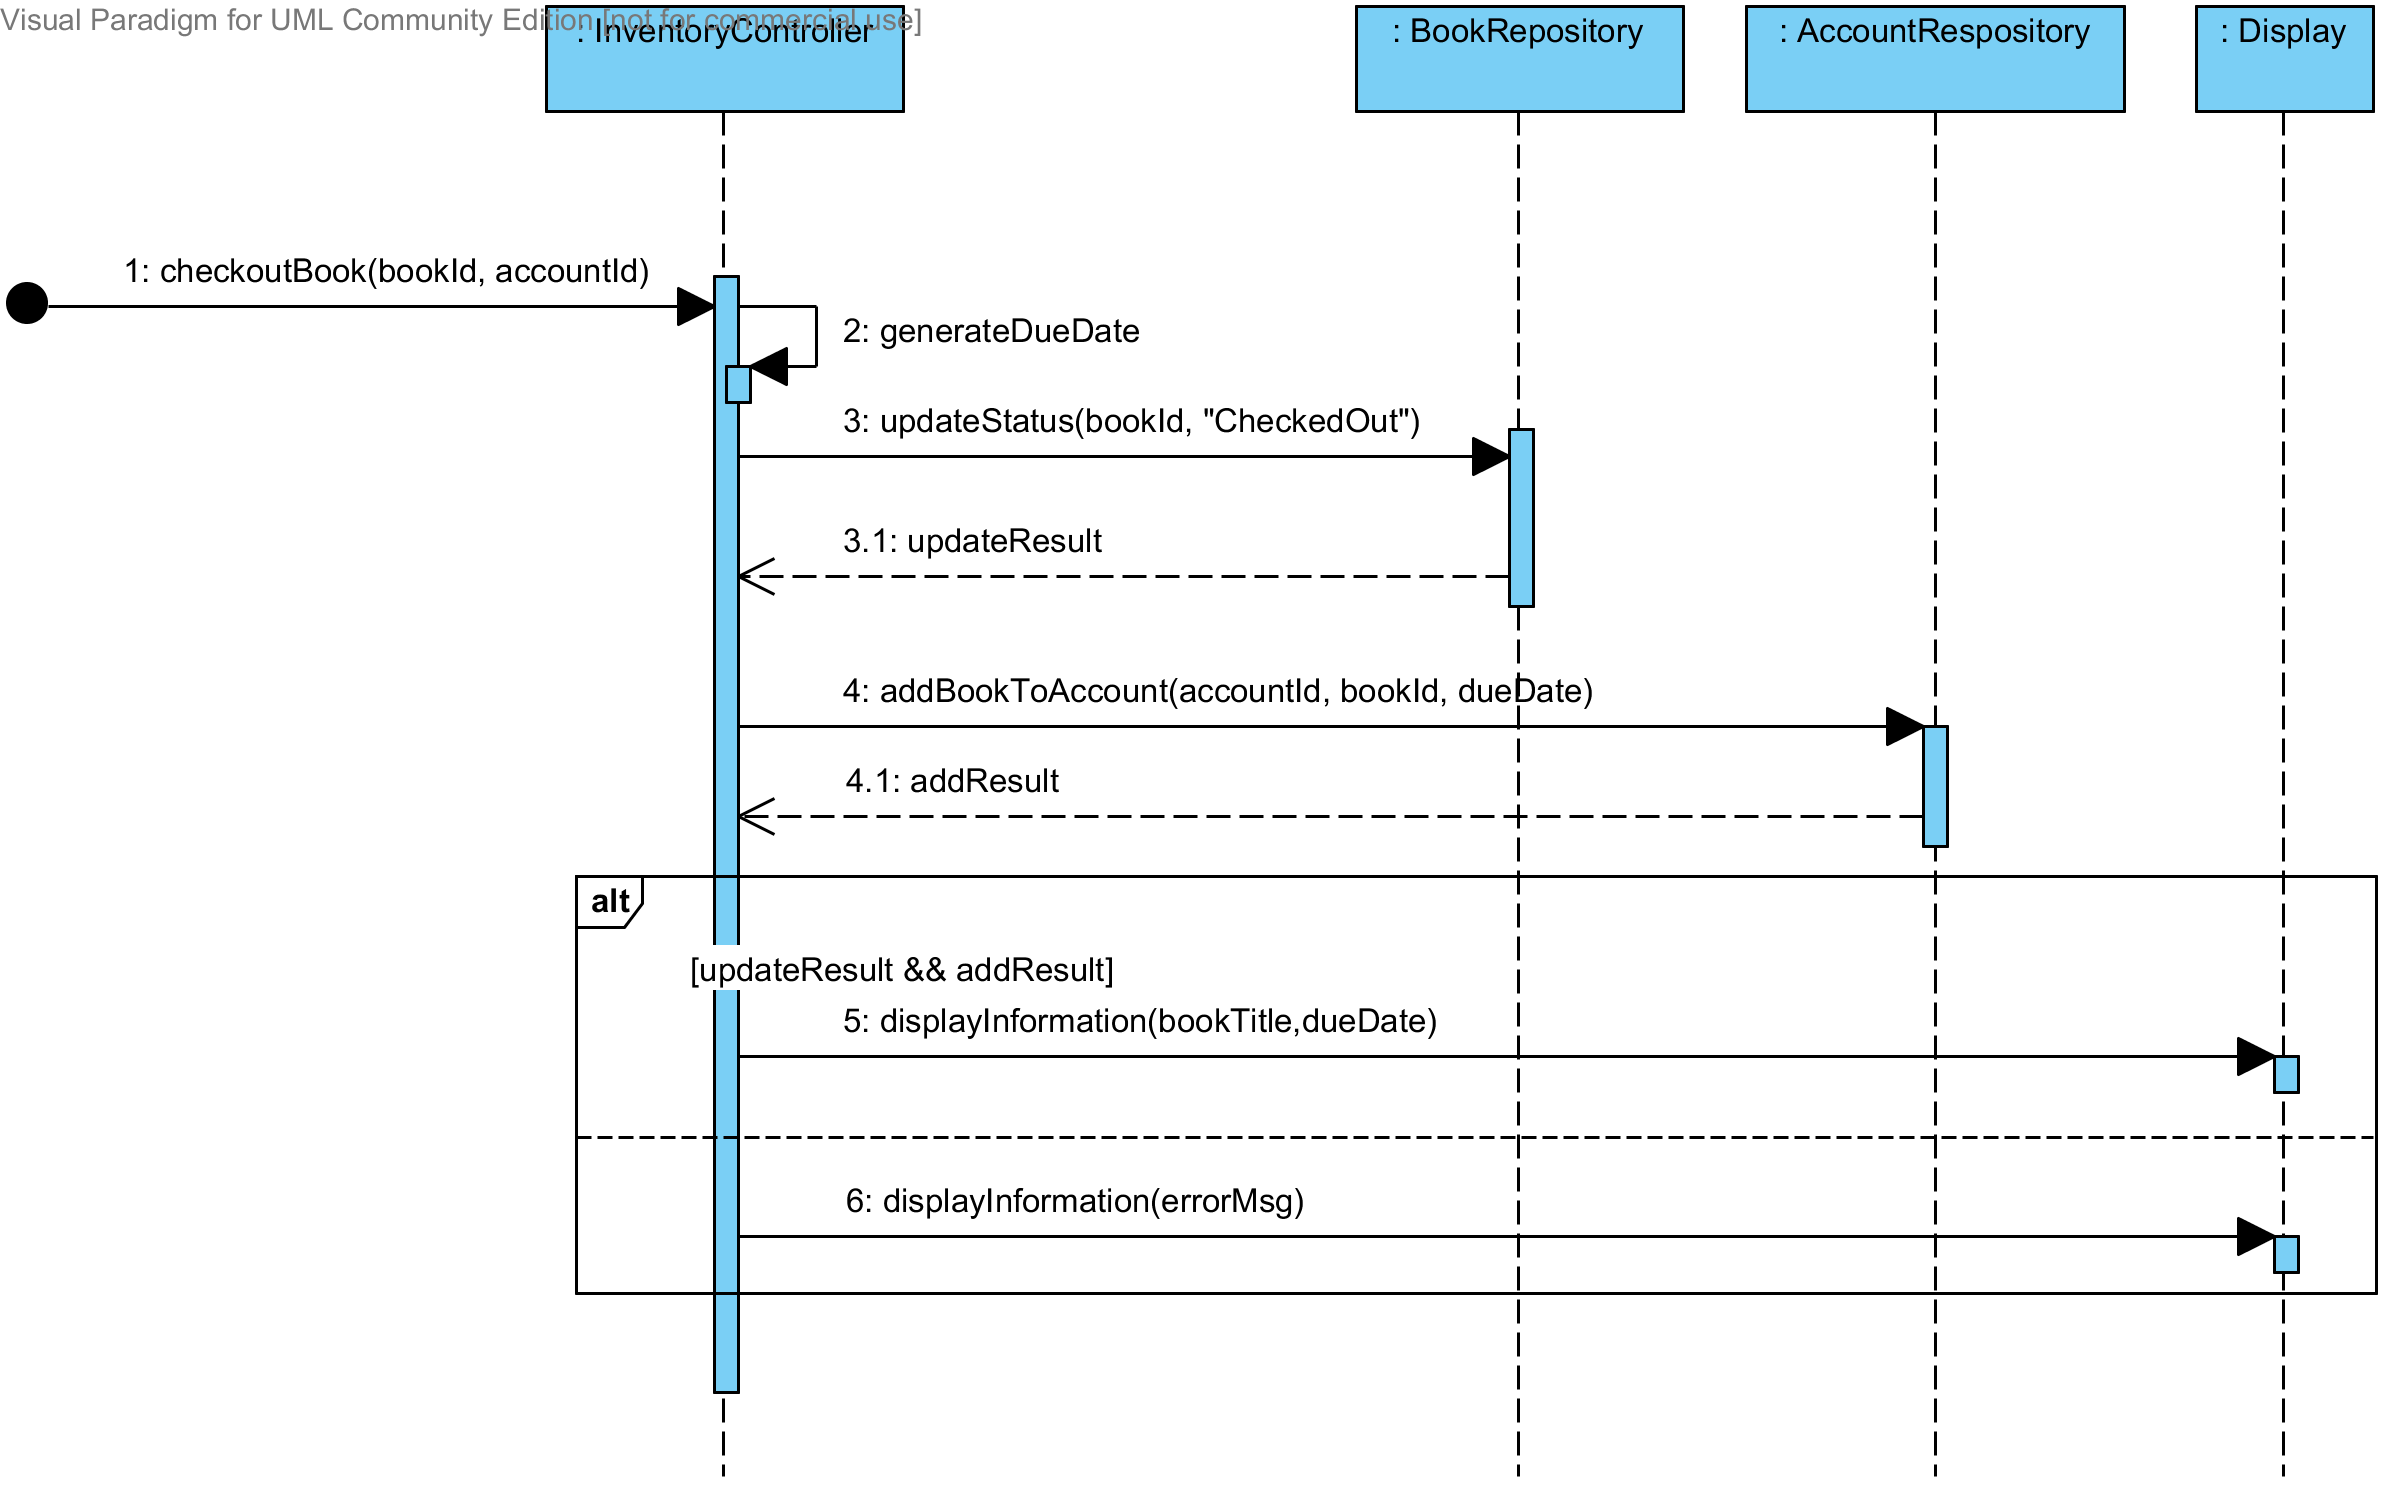 Visual Paradigm for UML Community Edition [not for commercial use]
: InventoryController
: BookRepository
: AccountRespository
: Display
1: checkoutBook(bookId, accountId)
2: generateDueDate
3: updateStatus(bookId, "CheckedOut")
3.1: updateResult
4: addBookToAccount(accountId, bookId, dueDate)
4.1: addResult
alt
[updateResult && addResult]
5: displayInformation(bookTitle,dueDate)
6: displayInformation(errorMsg)